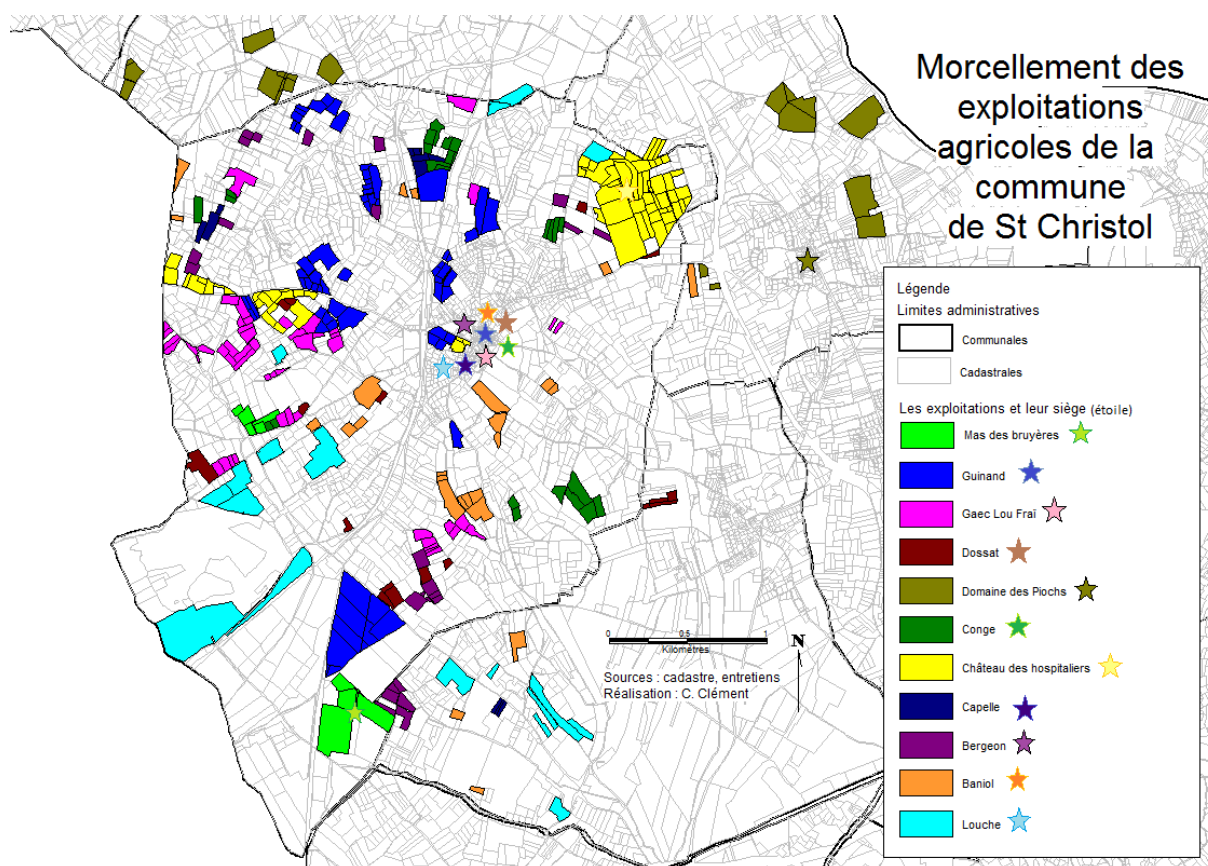 Morcellement des
exploitations
agricoles de la
commune
de St Christol
Légende
Limites administratives
Communales
Cadastrales
Les exploitations et leur siège (étoile)
Mas des bruyères
Guinand
Gaec Lou Fraï
Dossat
Domaine des Piochs
Conge
Château des hospitaliers
Capelle
Bergeon
Baniol
Louche
0 0,5 1
Kilomètres
N
Sources : cadastre, entretiens
Réalisation : C. Clément